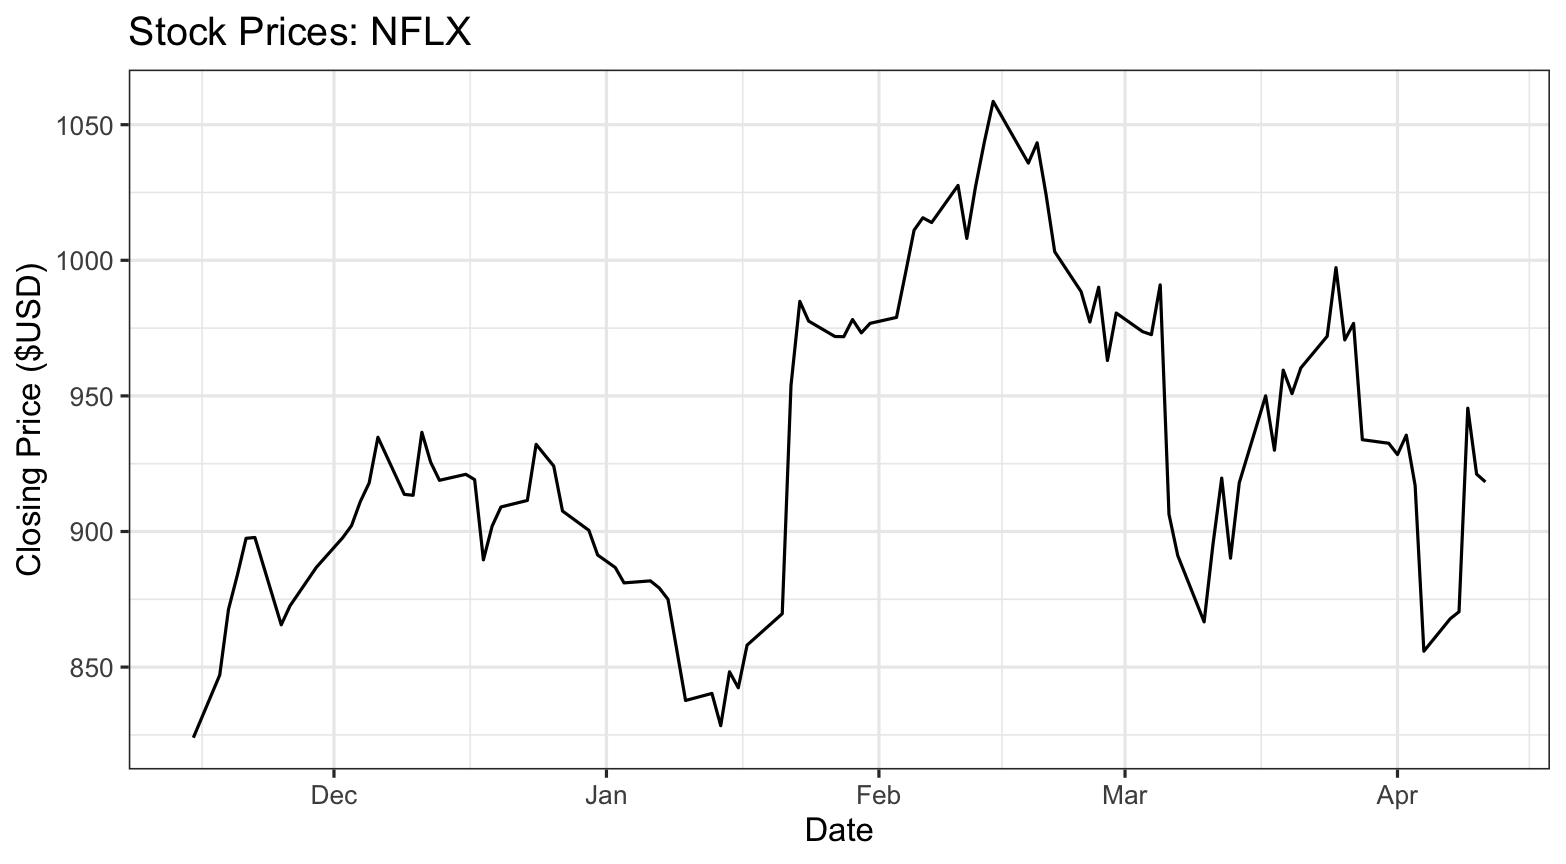 Stock Prices: NFLX
1050
1000
950
900
850
Closing Price ($USD)
Dec Jan Feb Mar Apr
Date